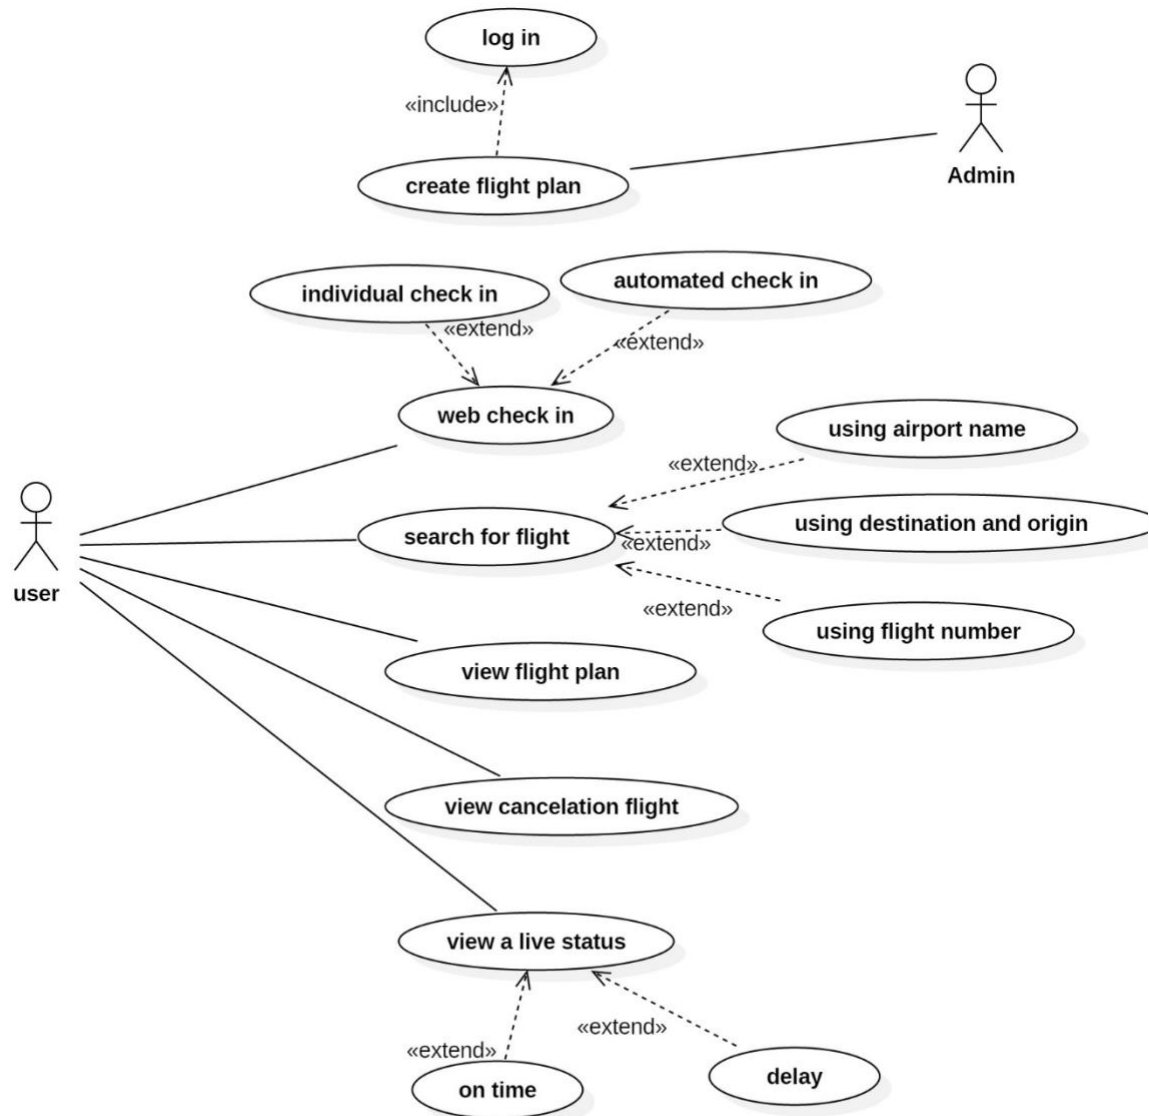 log in
«include»
Admin
create flight plan
automated check in
individual check in
«extend»
«extend»
web check in
using airport name
«extend»
using destination and origin
search for flight
«extend»
user
«extend»
using flight number
view flight plan
view cancelation flight
view a live status
«extend»
«extend»
delay
on time